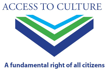 ACCESS TO CULTURE
A fundamental right of all citizens